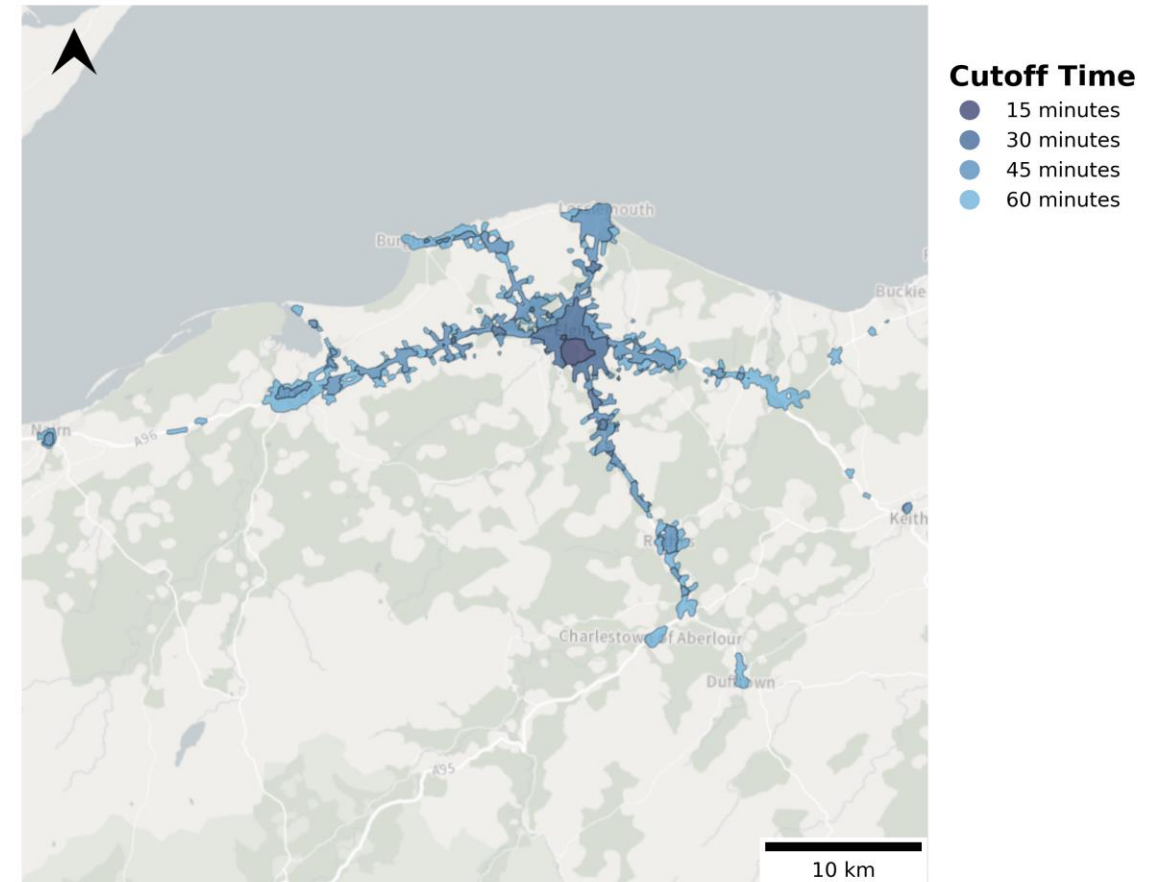 Cutoff Time
15 minutes
30 minutes
45 minutes
60 minutes
Buckie
Nairn
A96
Keith
Charlestown of Aberlour
Dufftown
A95
10 km